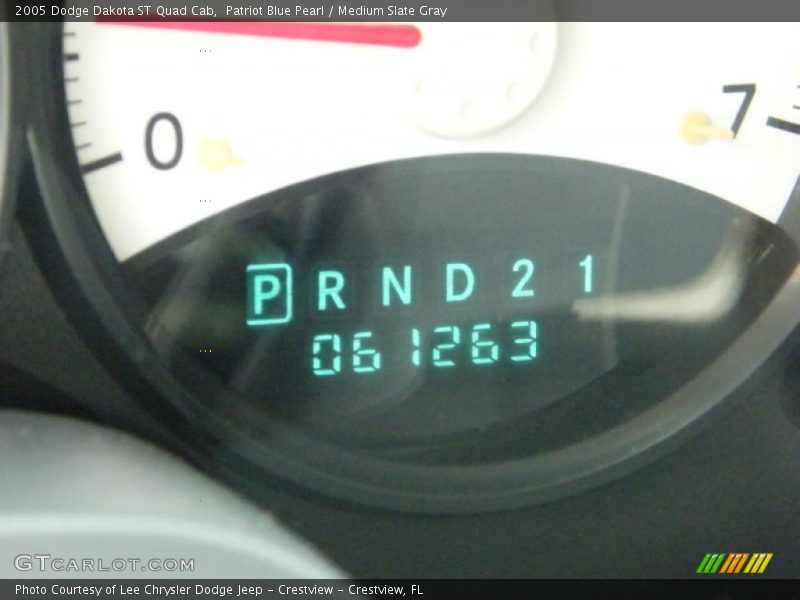 2005 Dodge Dakota ST Quad Cab,  Patriot Blue Pearl / Medium Slate Gray
0
7
P R N D 2 1
061263
GTCARLOT.COM
Photo Courtesy of Lee Chrysler Dodge Jeep - Crestview - Crestview, FL